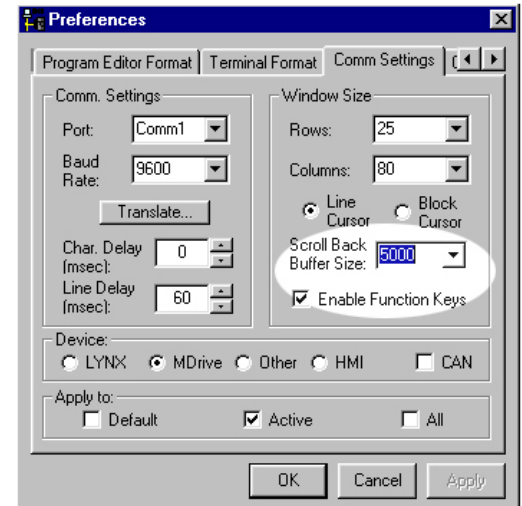 Preferences
Program Editor Format Terminal Format Comm Settings
Comm. Settings
Port: Comm1
Baud Rate: 9600
Translate...
Char. Delay (msec): 0
Line Delay (msec): 60
Window Size
Rows: 25
Columns: 80
Line Cursor Block Cursor
Scroll Back Buffer Size: 5000
Enable Function Keys
Device:
LYNX MDrive Other HMI CAN
Apply to:
Default Active All
OK Cancel Apply